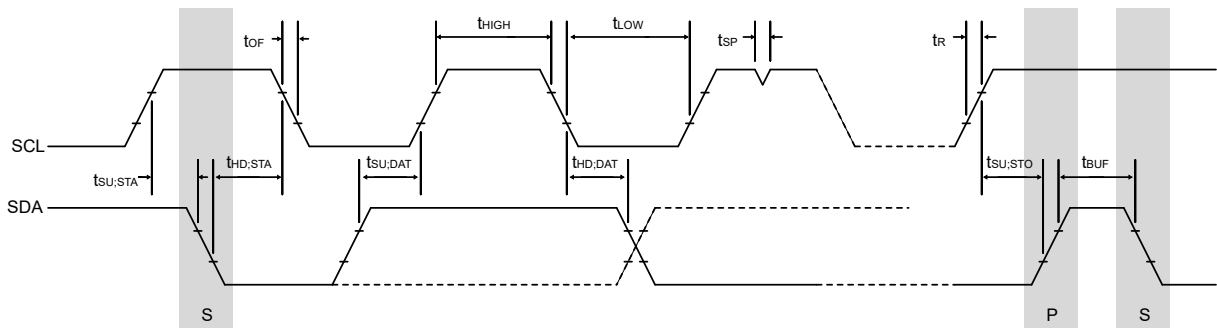 tOF
tHIGH
tLOW
tSP
tR
SCL
tSU;STA
tHD;STA
tSU;DAT
tHD;DAT
tSU;STO
tBUF
SDA
S
P
S